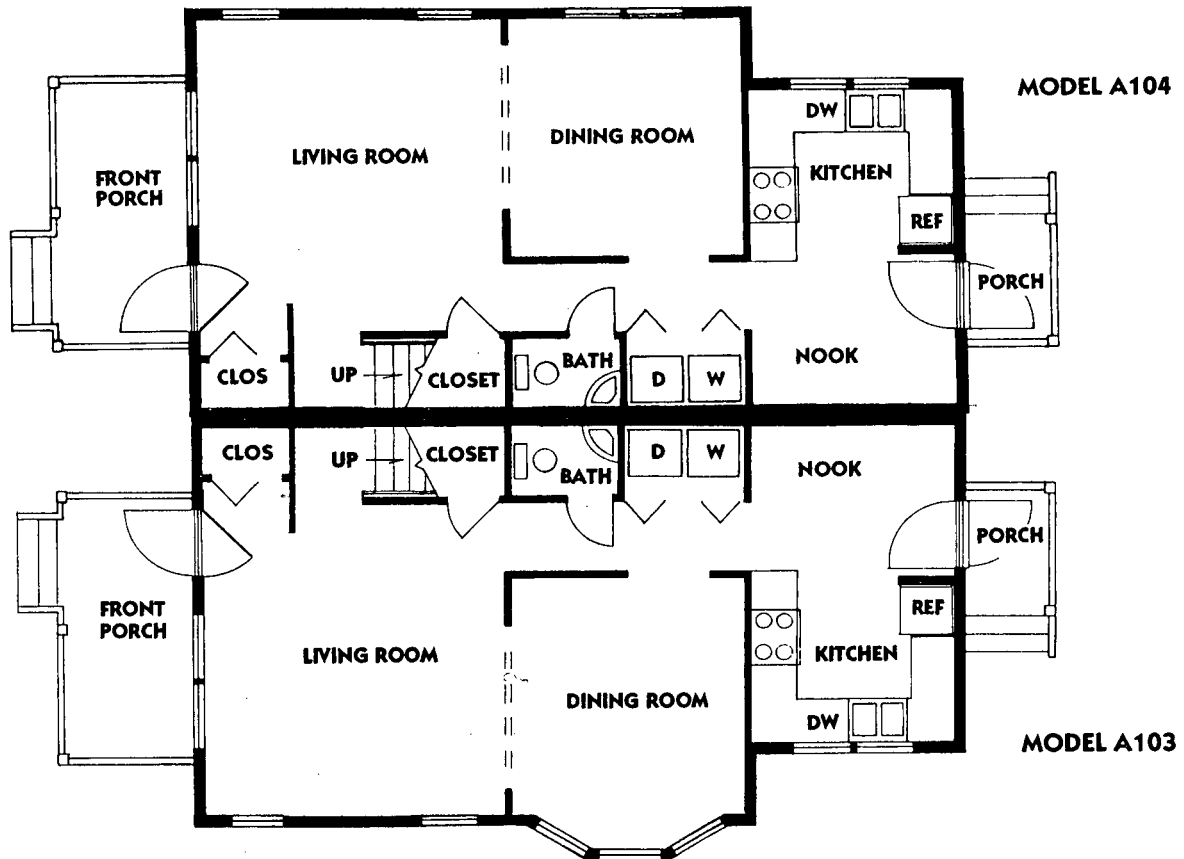 MODEL A104
DW
DINING ROOM
LIVING ROOM
KITCHEN
FRONT
PORCH
REF
PORCH
NOOK
BATH
CLOS
UP
CLOSET
D
W
CLOS
UP
CLOSET
BATH
D
W
NOOK
PORCH
FRONT
PORCH
REF
LIVING ROOM
KITCHEN
DINING ROOM
DW
MODEL A103